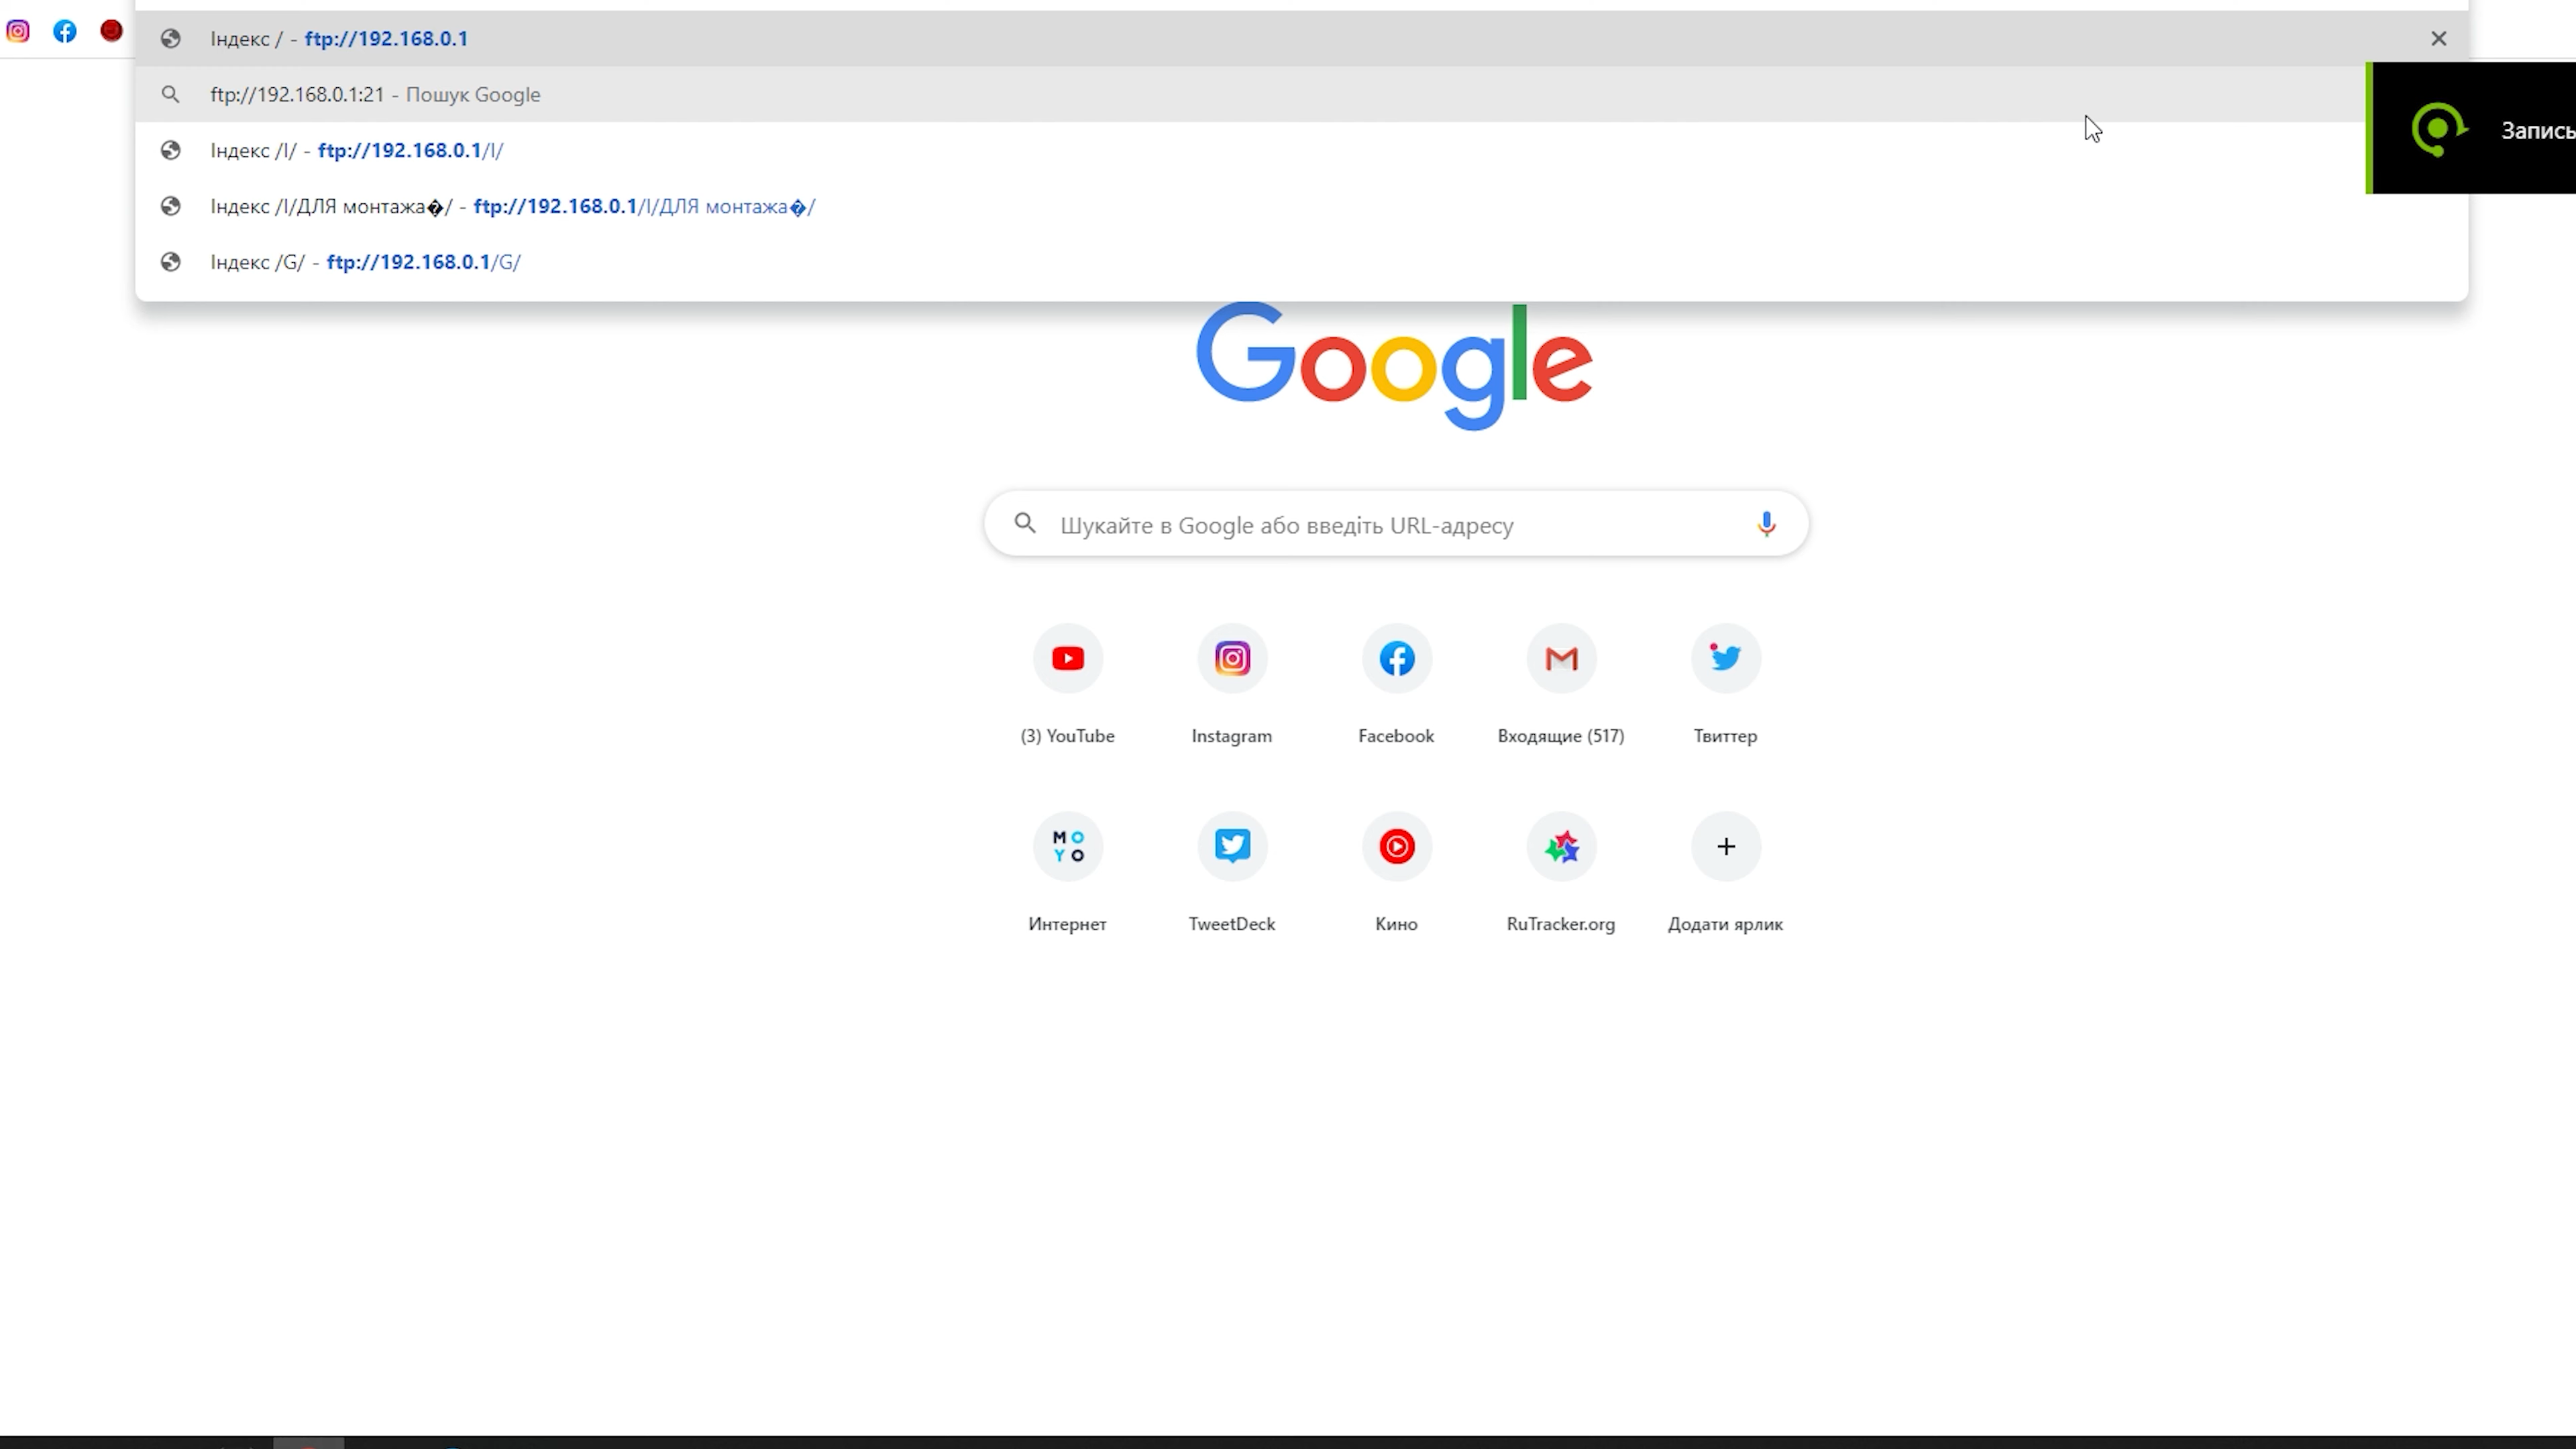 Індекс / - ftp://192.168.0.1
ftp://192.168.0.1:21 - Пошук Google
Запись
Індекс /I/ - ftp://192.168.0.1/I/
Індекс /I/ДЛЯ монтажа�/ - ftp://192.168.0.1/I/ДЛЯ монтажа�/
Індекс /G/ - ftp://192.168.0.1/G/
Google
Шукайте в Google або введіть URL-адресу
(3) YouTube
Instagram
Facebook
Входящие (517)
Твиттер
MOYO
Интернет
TweetDeck
Кино
RuTracker.org
Додати ярлик